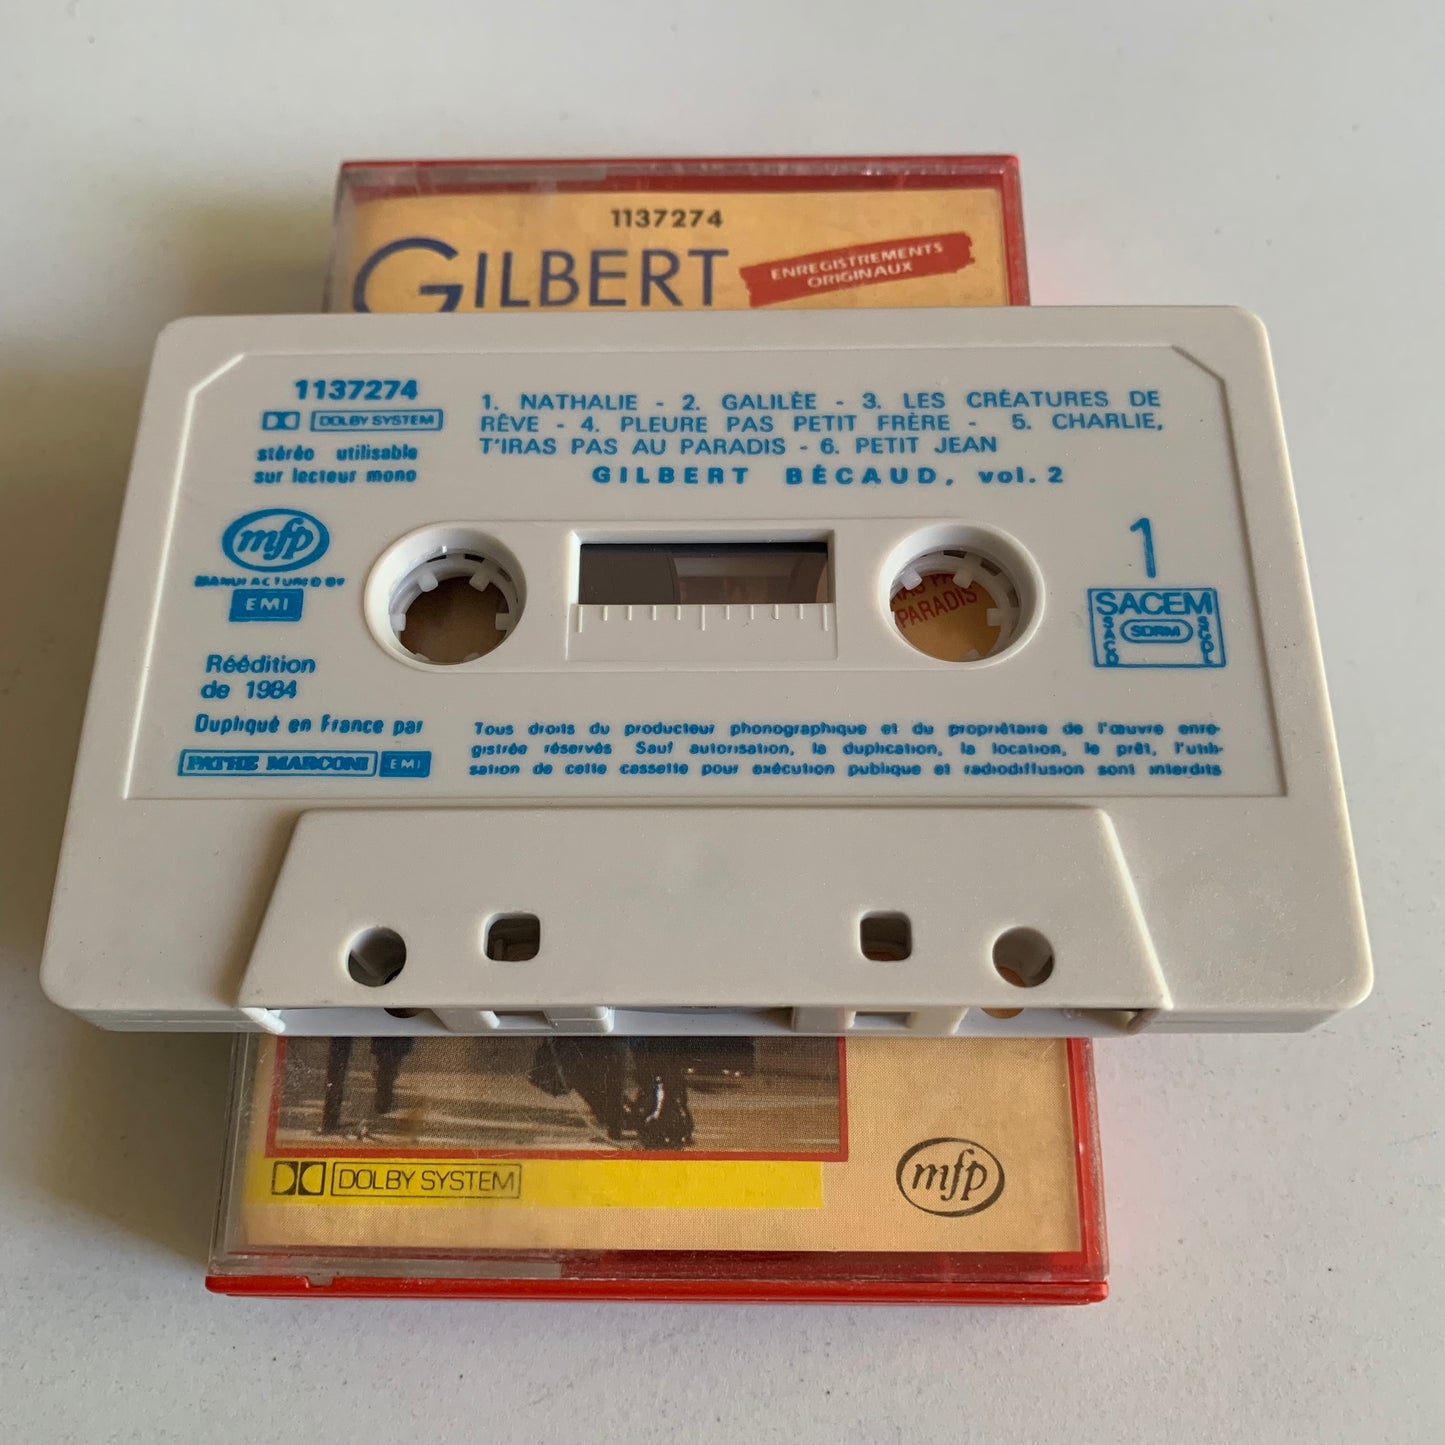 1137274
GILBERT
ENREGISTREMENTS
ORIGINAUX
1137274
DOLBY SYSTEM
stéréo utilisable
sur lecteur mono
1. NATHALIE - 2. GALILÈE - 3. LES CRÉATURES DE
RÊVE - 4. PLEURE PAS PETIT FRÈRE - 5. CHARLIE,
T'IRAS PAS AU PARADIS - 6. PETIT JEAN
GILBERT BÉCAUD, vol. 2
mfp
MANUFACTURED BY
EMI
1
PARADIS
SACEM
SACD
SDRM
SGDL
Réédition
de 1984
Dupliqué en France par
PATHE MARCONI EMI
Tous droits du producteur phonographique et du propriétaire de l'œuvre enre-
gistrée réservés Sauf autorisation, la duplication, la location, le prêt, l'utili-
sation de cette cassette pour exécution publique et radiodiffusion sont interdits
DOLBY SYSTEM
mfp